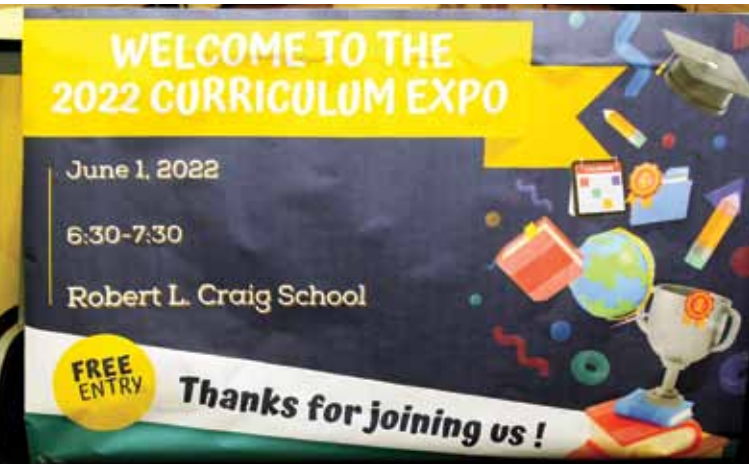 WELCOME TO THE
2022 CURRICULUM EXPO
June 1, 2022
6:30-7:30
Robert L. Craig School
FREE
ENTRY
Thanks for joining us !